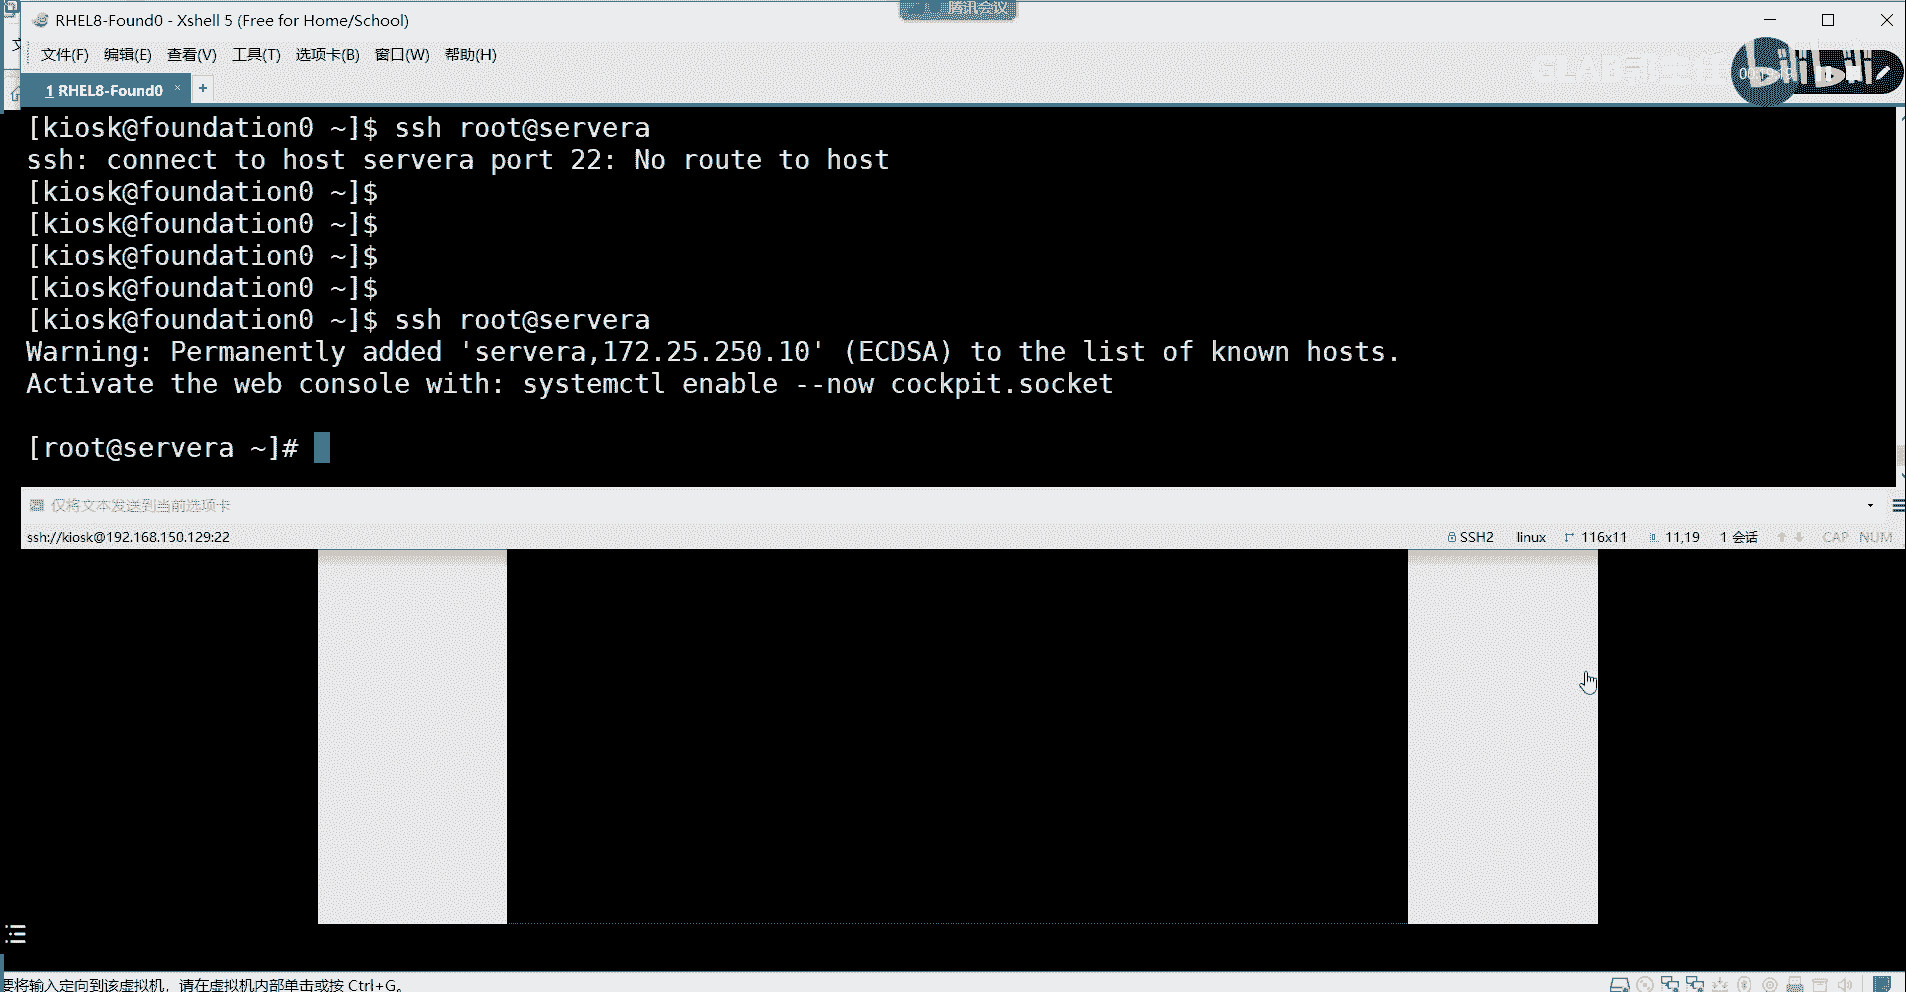 腾讯会议
RHEL8-Found0 - Xshell 5 (Free for Home/School)
文件(F) 编辑(E) 查看(V) 工具(T) 选项卡(B) 窗口(W) 帮助(H)
1 RHEL8-Found0 × +
[kiosk@foundation0 ~]$ ssh root@servera
ssh: connect to host servera port 22: No route to host
[kiosk@foundation0 ~]$
[kiosk@foundation0 ~]$
[kiosk@foundation0 ~]$
[kiosk@foundation0 ~]$
[kiosk@foundation0 ~]$ ssh root@servera
Warning: Permanently added 'servera,172.25.250.10' (ECDSA) to the list of known hosts.
Activate the web console with: systemctl enable --now cockpit.socket
[root@servera ~]#
仅将文本发送到当前选项卡
ssh://kiosk@192.168.150.129:22 SSH2 linux 116x11 11,19 1 会话 CAP NUM
要将输入定向到该虚拟机，请在虚拟机内部单击或按 Ctrl+G。